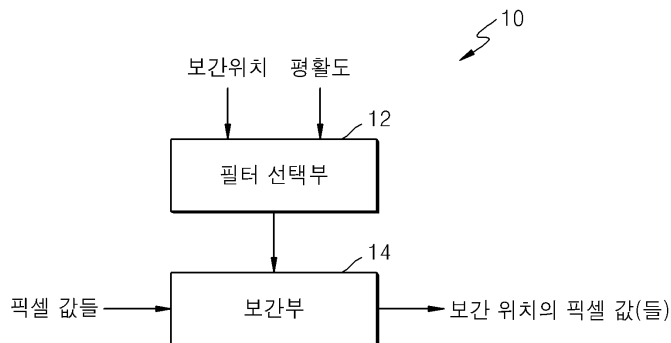 10
보간위치 평활도
12
필터 선택부
14
픽셀 값들
보간부
보간 위치의 픽셀 값(들)